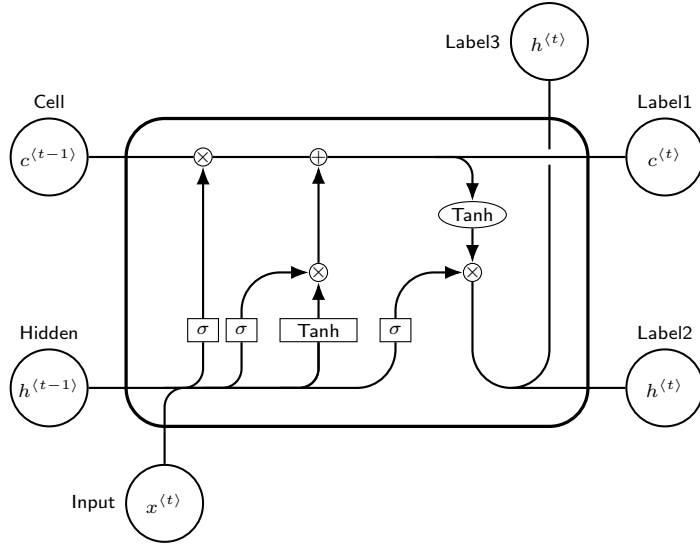 Label3
h⟨t⟩
Cell
Label1
c⟨t−1⟩
×
+
c⟨t⟩
Tanh
×
×
σ
σ
Tanh
σ
Hidden
Label2
h⟨t−1⟩
h⟨t⟩
Input
x⟨t⟩